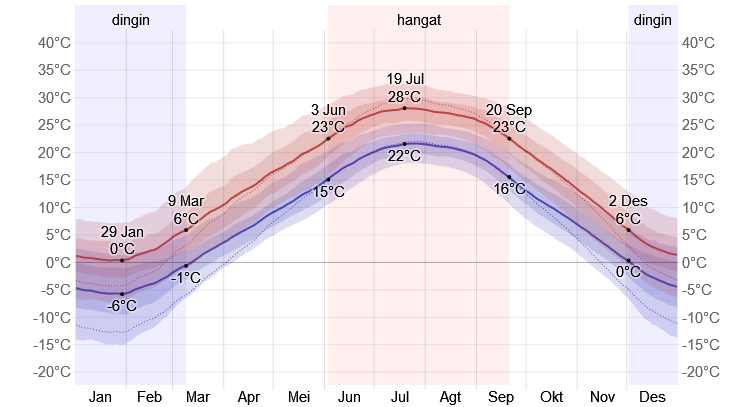 dingin hangat dingin
40°C 40°C
35°C 35°C
30°C 30°C
25°C 25°C
20°C 20°C
15°C 15°C
10°C 10°C
5°C 5°C
0°C 0°C
-5°C -5°C
-10°C -10°C
-15°C -15°C
-20°C -20°C
29 Jan
0°C
-6°C
9 Mar
6°C
-1°C
3 Jun
23°C
15°C
19 Jul
28°C
22°C
20 Sep
23°C
16°C
2 Des
6°C
0°C
Jan Feb Mar Apr Mei Jun Jul Agt Sep Okt Nov Des